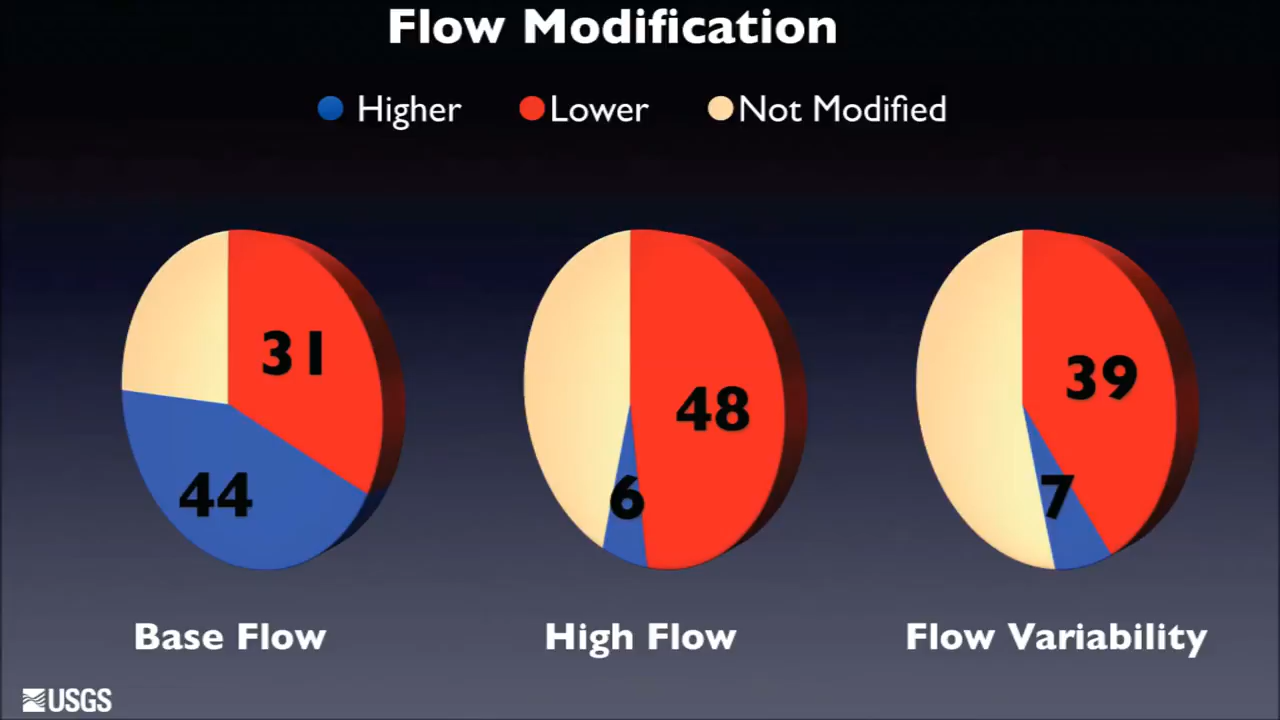 Flow Modification
Higher Lower Not Modified
31 48 39
44 6 7
Base Flow High Flow Flow Variability
USGS